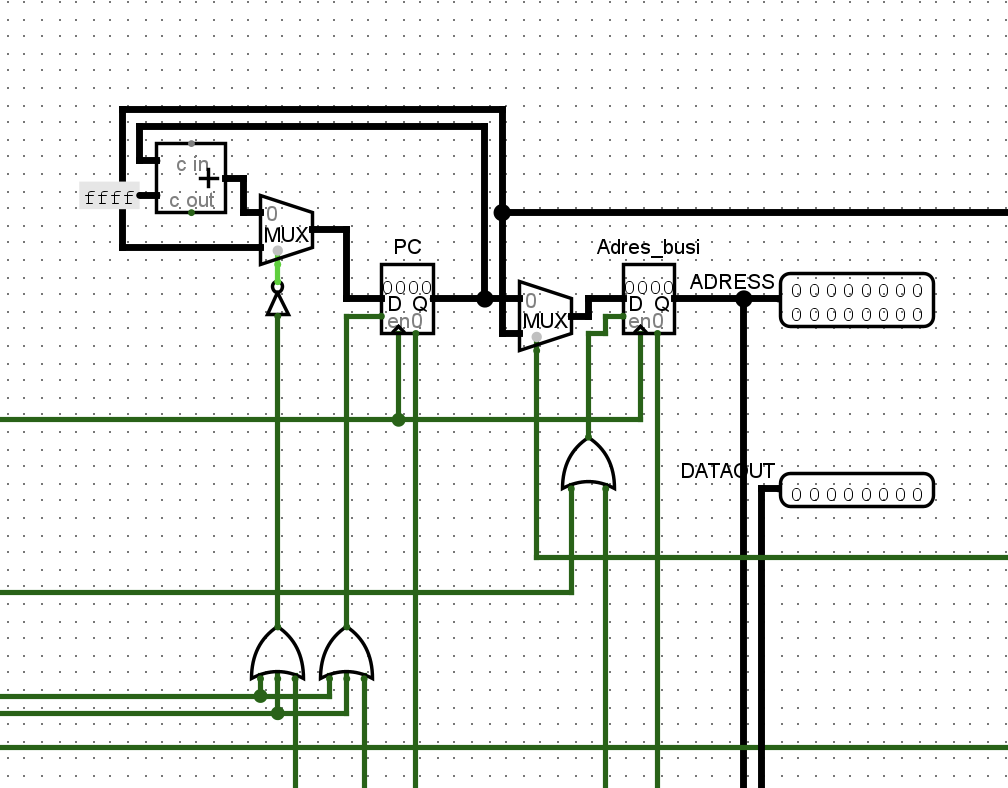 c in
ffff
c out
0
MUX
PC
0000
D Q
en0
0
MUX
Adres_busi
0000
D Q
en0
ADRESS
0 0 0 0 0 0 0 0
0 0 0 0 0 0 0 0
DATAOUT
0 0 0 0 0 0 0 0